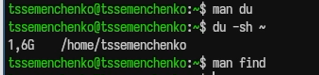 tssemenchenko@tssemenchenko:~$ man du
tssemenchenko@tssemenchenko:~$ du -sh ~
1,6G /home/tssemenchenko
tssemenchenko@tssemenchenko:~$ man find